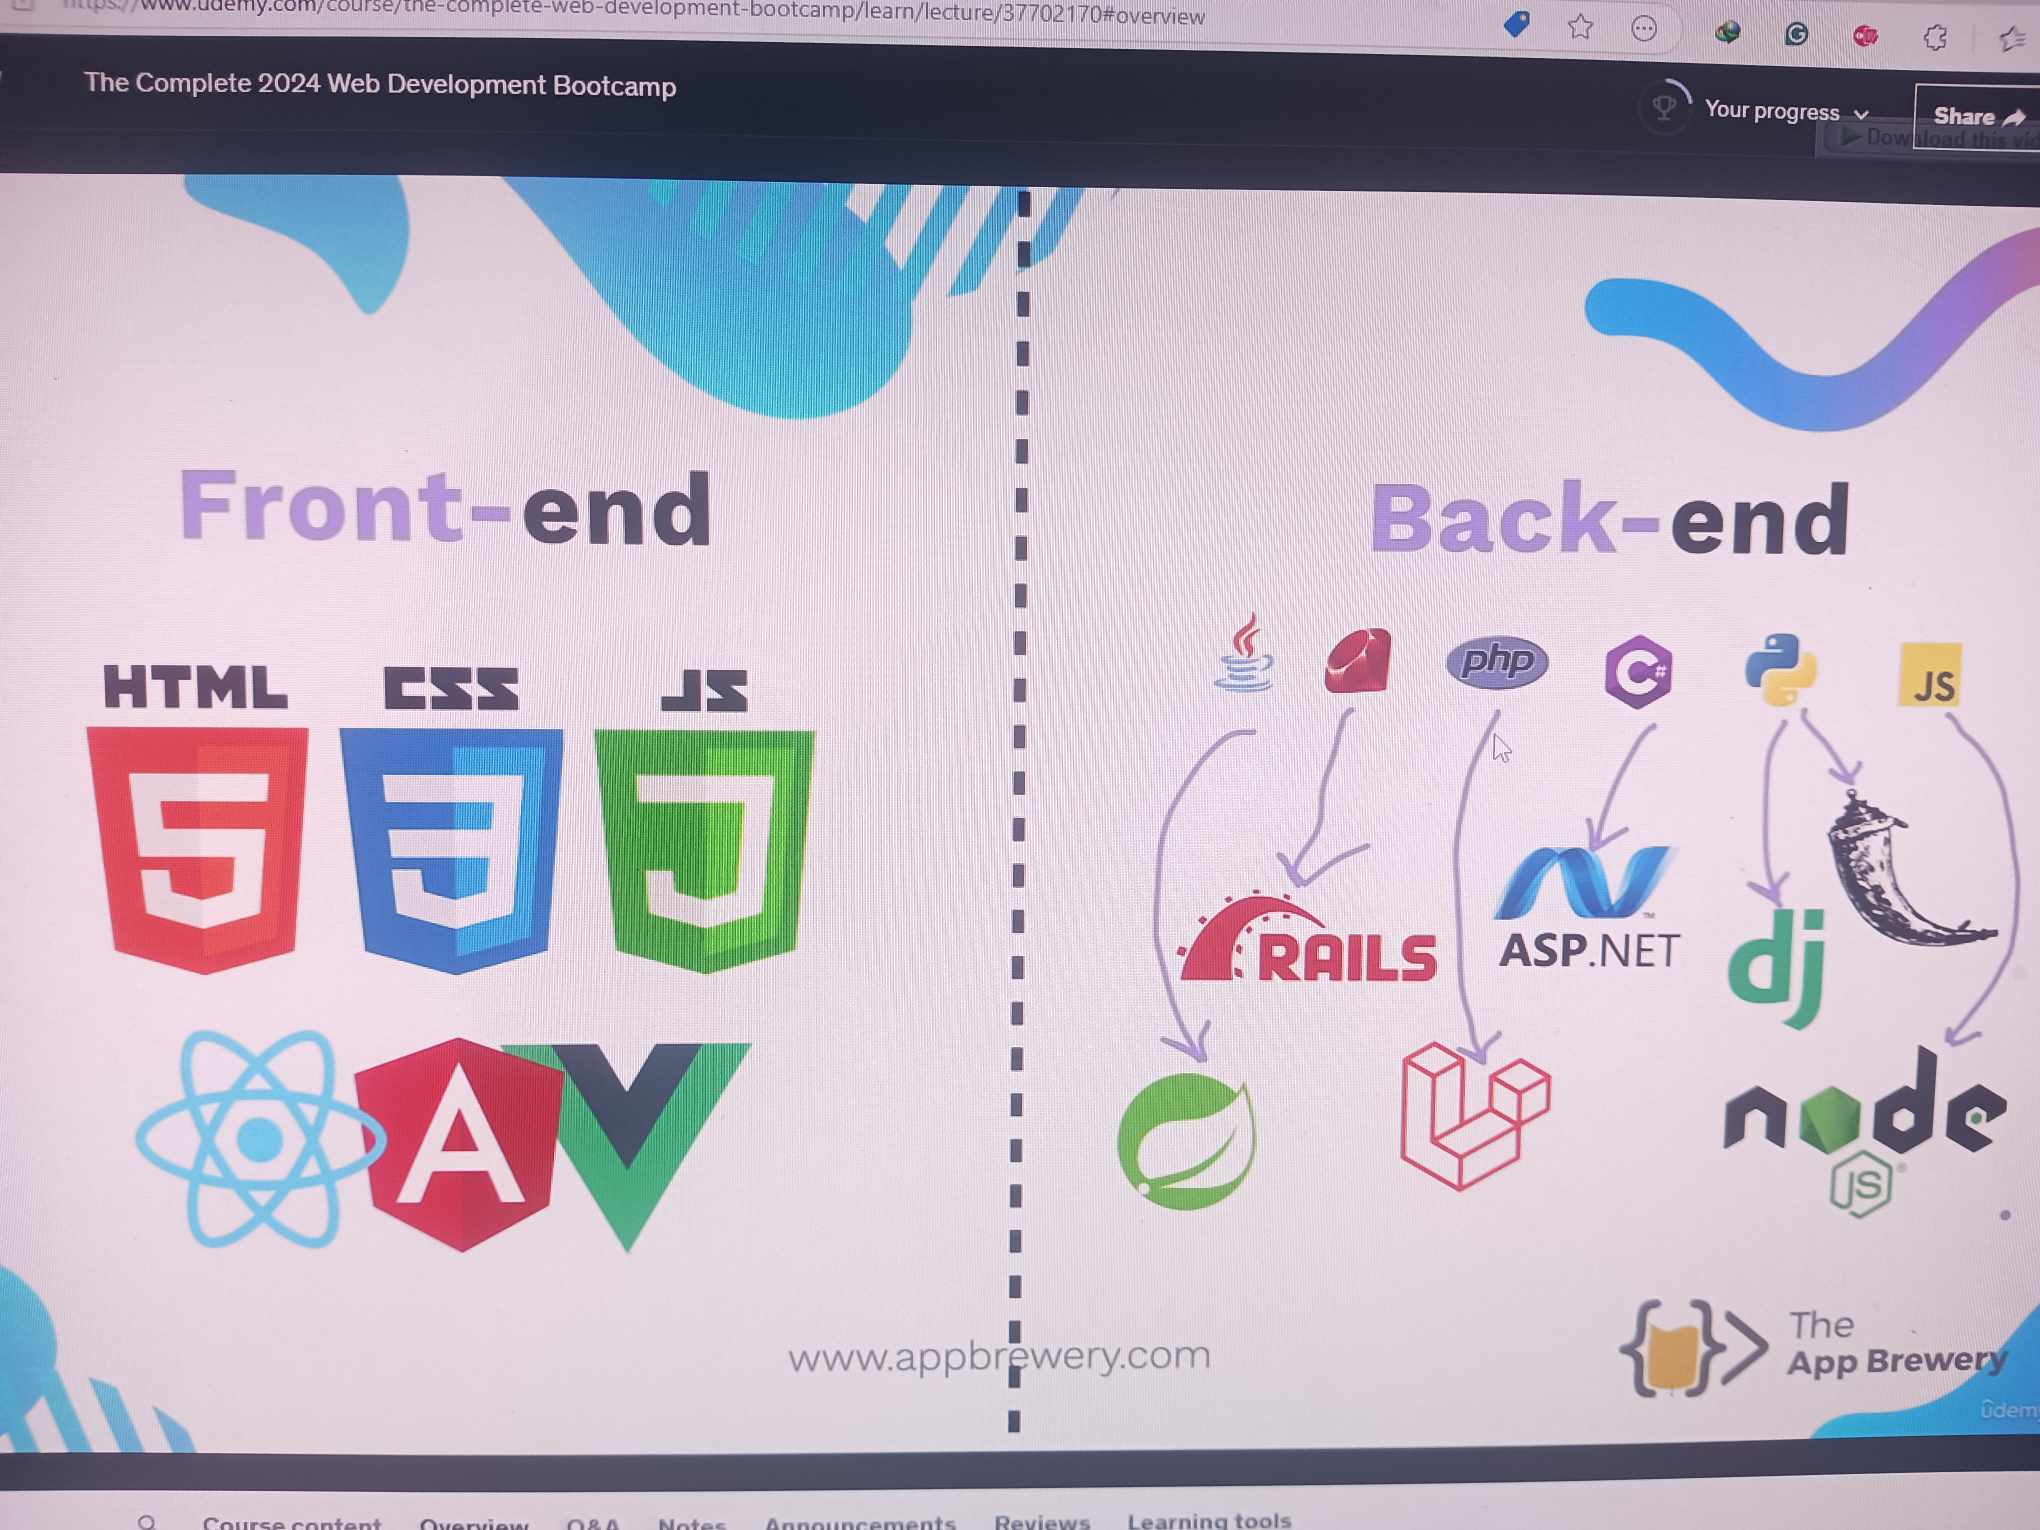 https://www.udemy.com/course/the-complete-web-development-bootcamp/learn/lecture/37702170#overview
The Complete 2024 Web Development Bootcamp
Your progress
Share
Download this
Front-end
Back-end
HTML
CSS
JS
5
3
J
php
C#
JS
RAILS
ASP.NET
dj
A
node
JS
www.appbrewery.com
The
App Brewery
udemy
Course content Overview Q&A Notes Announcements Reviews Learning tools